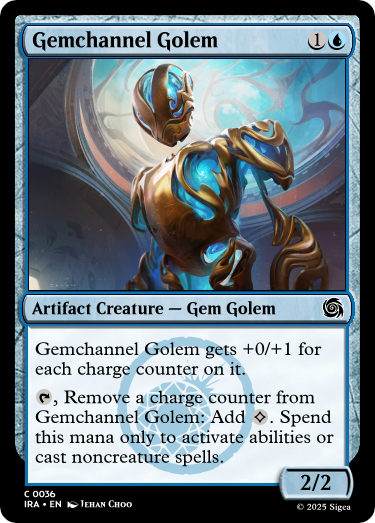 Gemchannel Golem 1
Artifact Creature — Gem Golem
Gemchannel Golem gets +0/+1 for
each charge counter on it.
, Remove a charge counter from
Gemchannel Golem: Add . Spend
this mana only to activate abilities or
cast noncreature spells.
2/2
C 0036
IRA • EN Jehan Choo
© 2025 Sigea